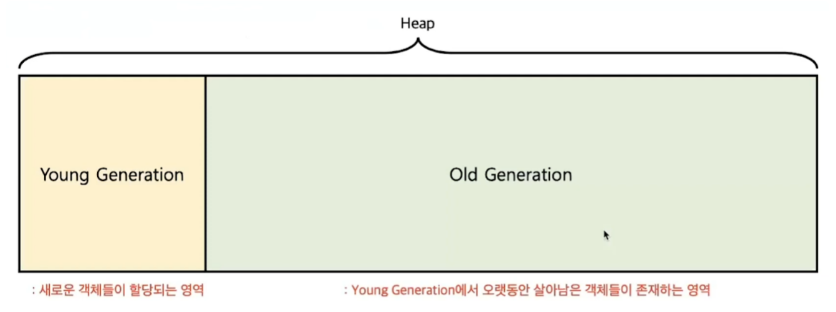 Heap
Young Generation
Old Generation
: 새로운 객체들이 할당되는 영역
: Young Generation에서 오랫동안 살아남은 객체들이 존재하는 영역